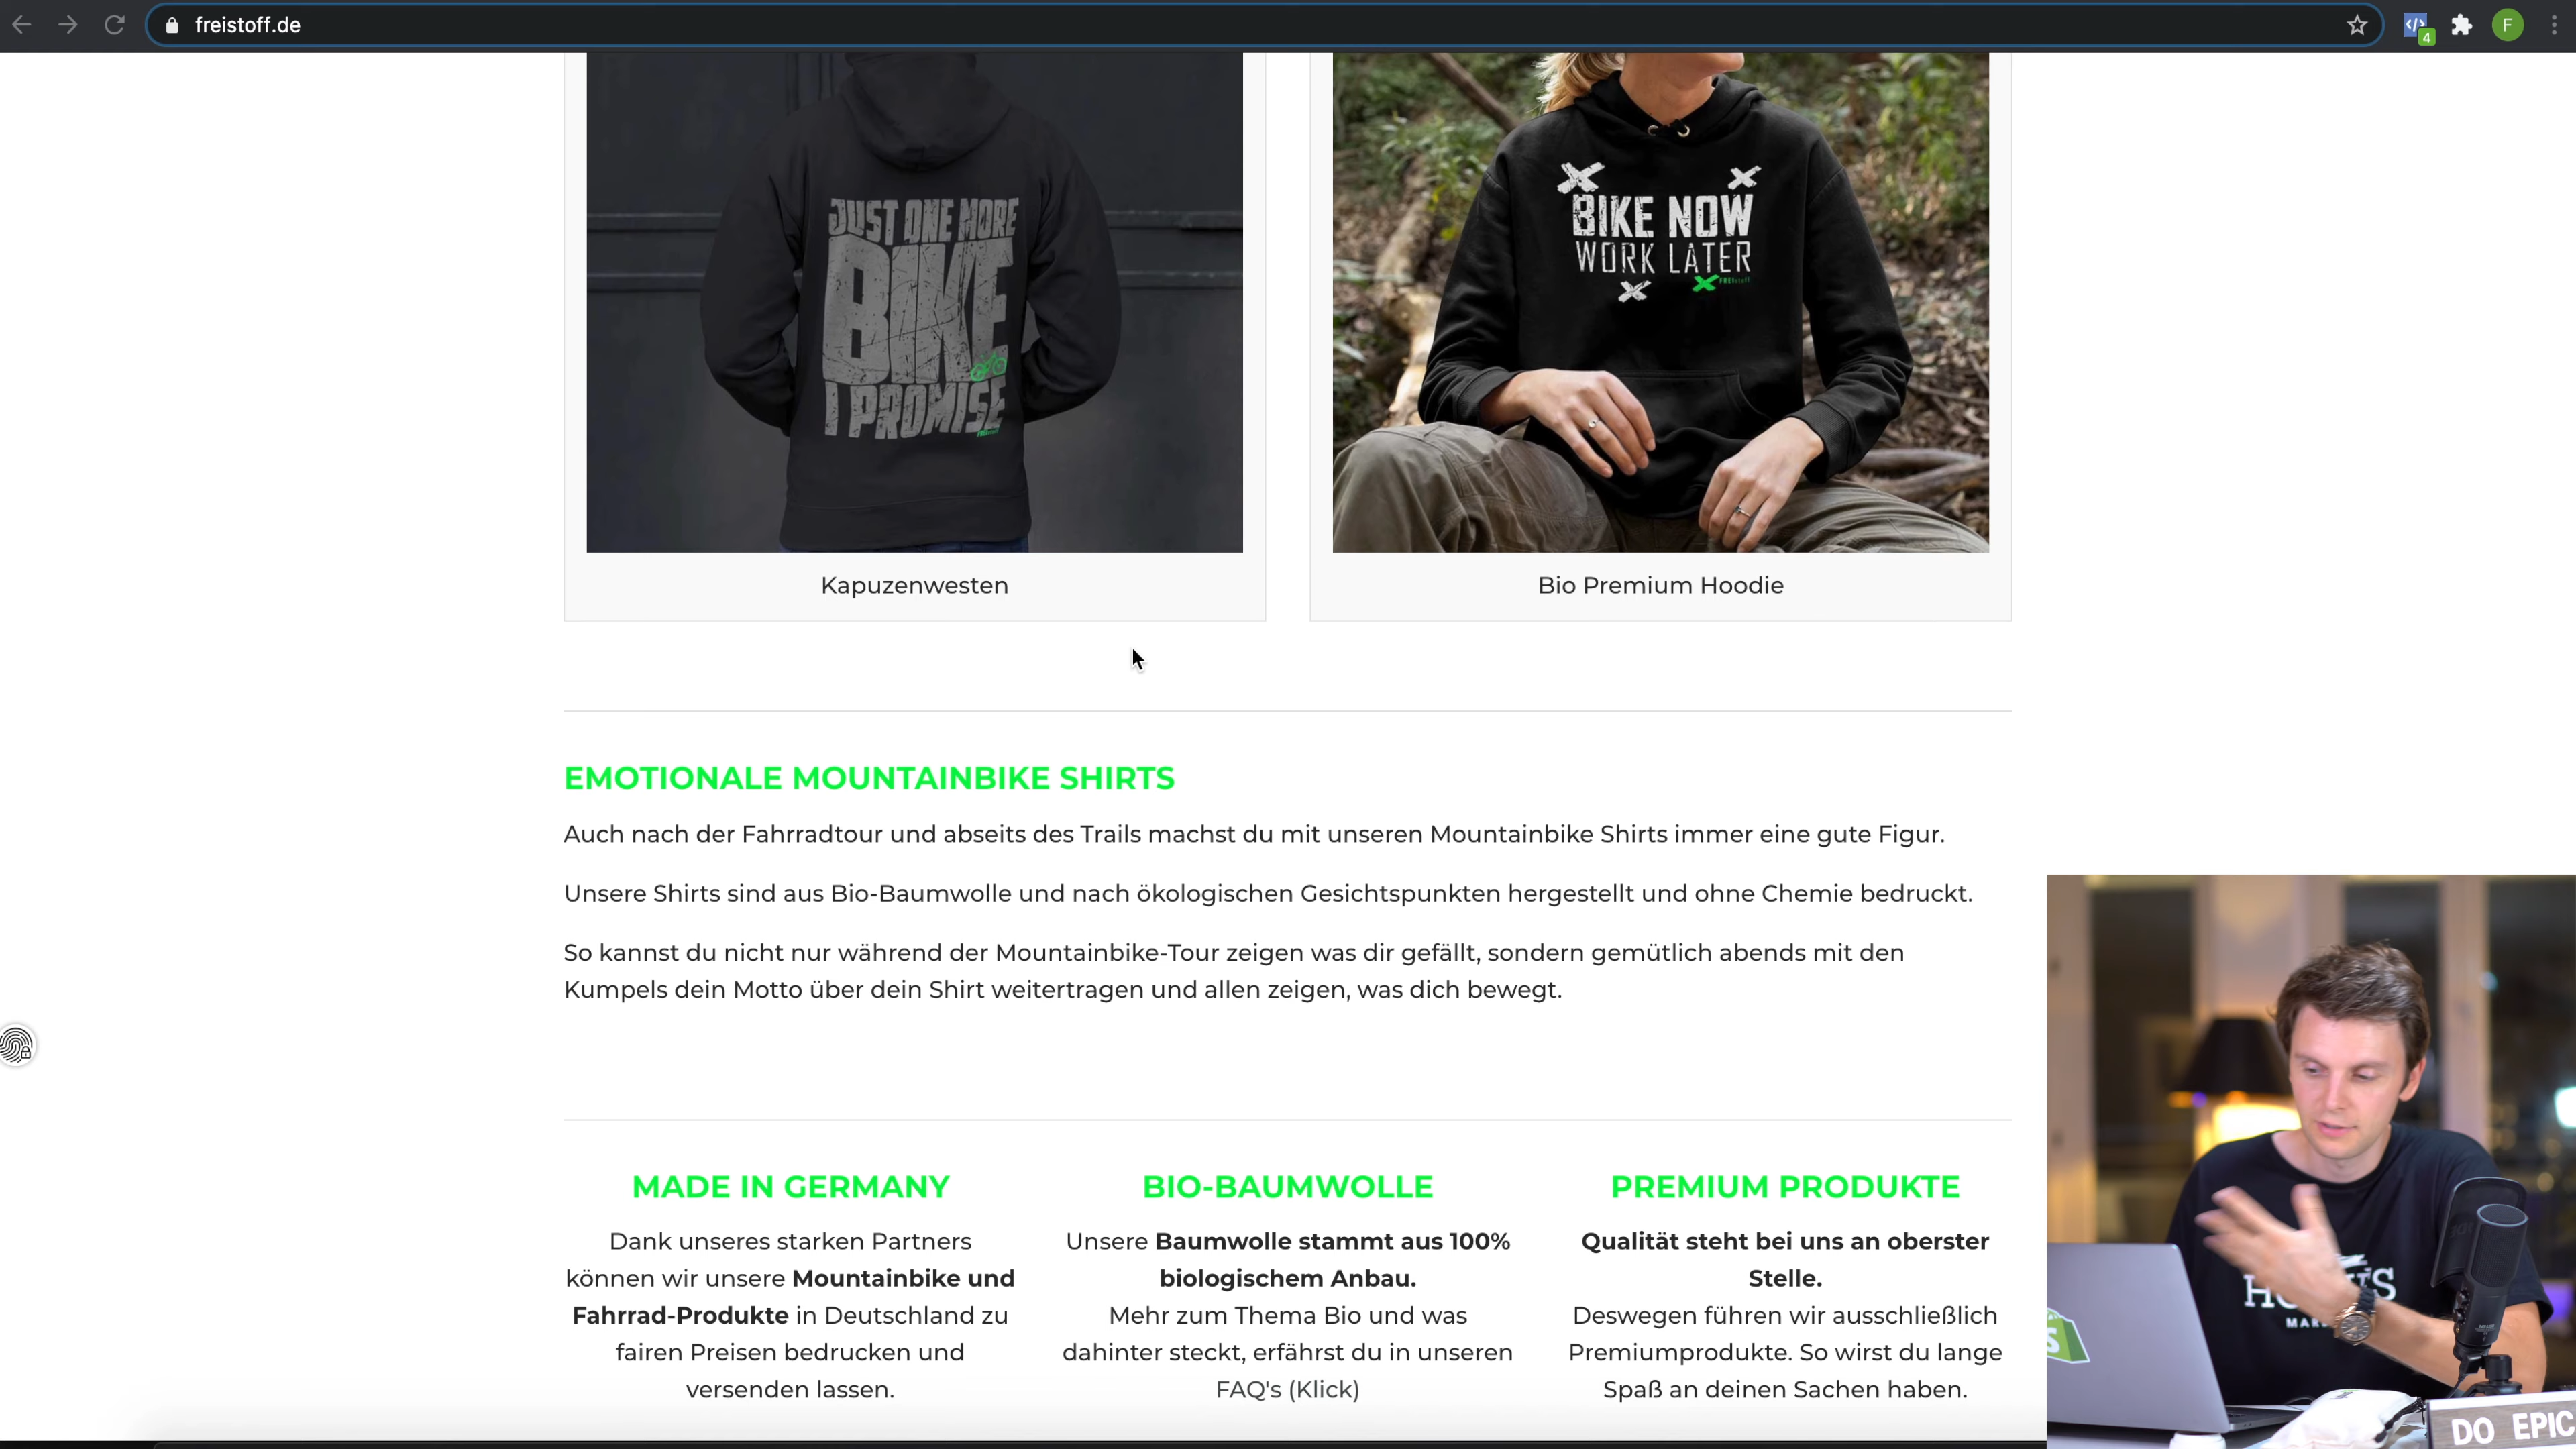 freistoff.de
4
F
JUST ONE MORE
BIKE
I PROMISE
BIKE NOW
WORK LATER
Kapuzenwesten
Bio Premium Hoodie
EMOTIONALE MOUNTAINBIKE SHIRTS
Auch nach der Fahrradtour und abseits des Trails machst du mit unseren Mountainbike Shirts immer eine gute Figur.
Unsere Shirts sind aus Bio-Baumwolle und nach ökologischen Gesichtspunkten hergestellt und ohne Chemie bedruckt.
So kannst du nicht nur während der Mountainbike-Tour zeigen was dir gefällt, sondern gemütlich abends mit den
Kumpels dein Motto über dein Shirt weitertragen und allen zeigen, was dich bewegt.
MADE IN GERMANY
Dank unseres starken Partners
können wir unsere Mountainbike und
Fahrrad-Produkte in Deutschland zu
fairen Preisen bedrucken und
versenden lassen.
BIO-BAUMWOLLE
Unsere Baumwolle stammt aus 100%
biologischem Anbau.
Mehr zum Thema Bio und was
dahinter steckt, erfährst du in unseren
FAQ's (Klick)
PREMIUM PRODUKTE
Qualität steht bei uns an oberster
Stelle.
Deswegen führen wir ausschließlich
Premiumprodukte. So wirst du lange
Spaß an deinen Sachen haben.
DO EPIC